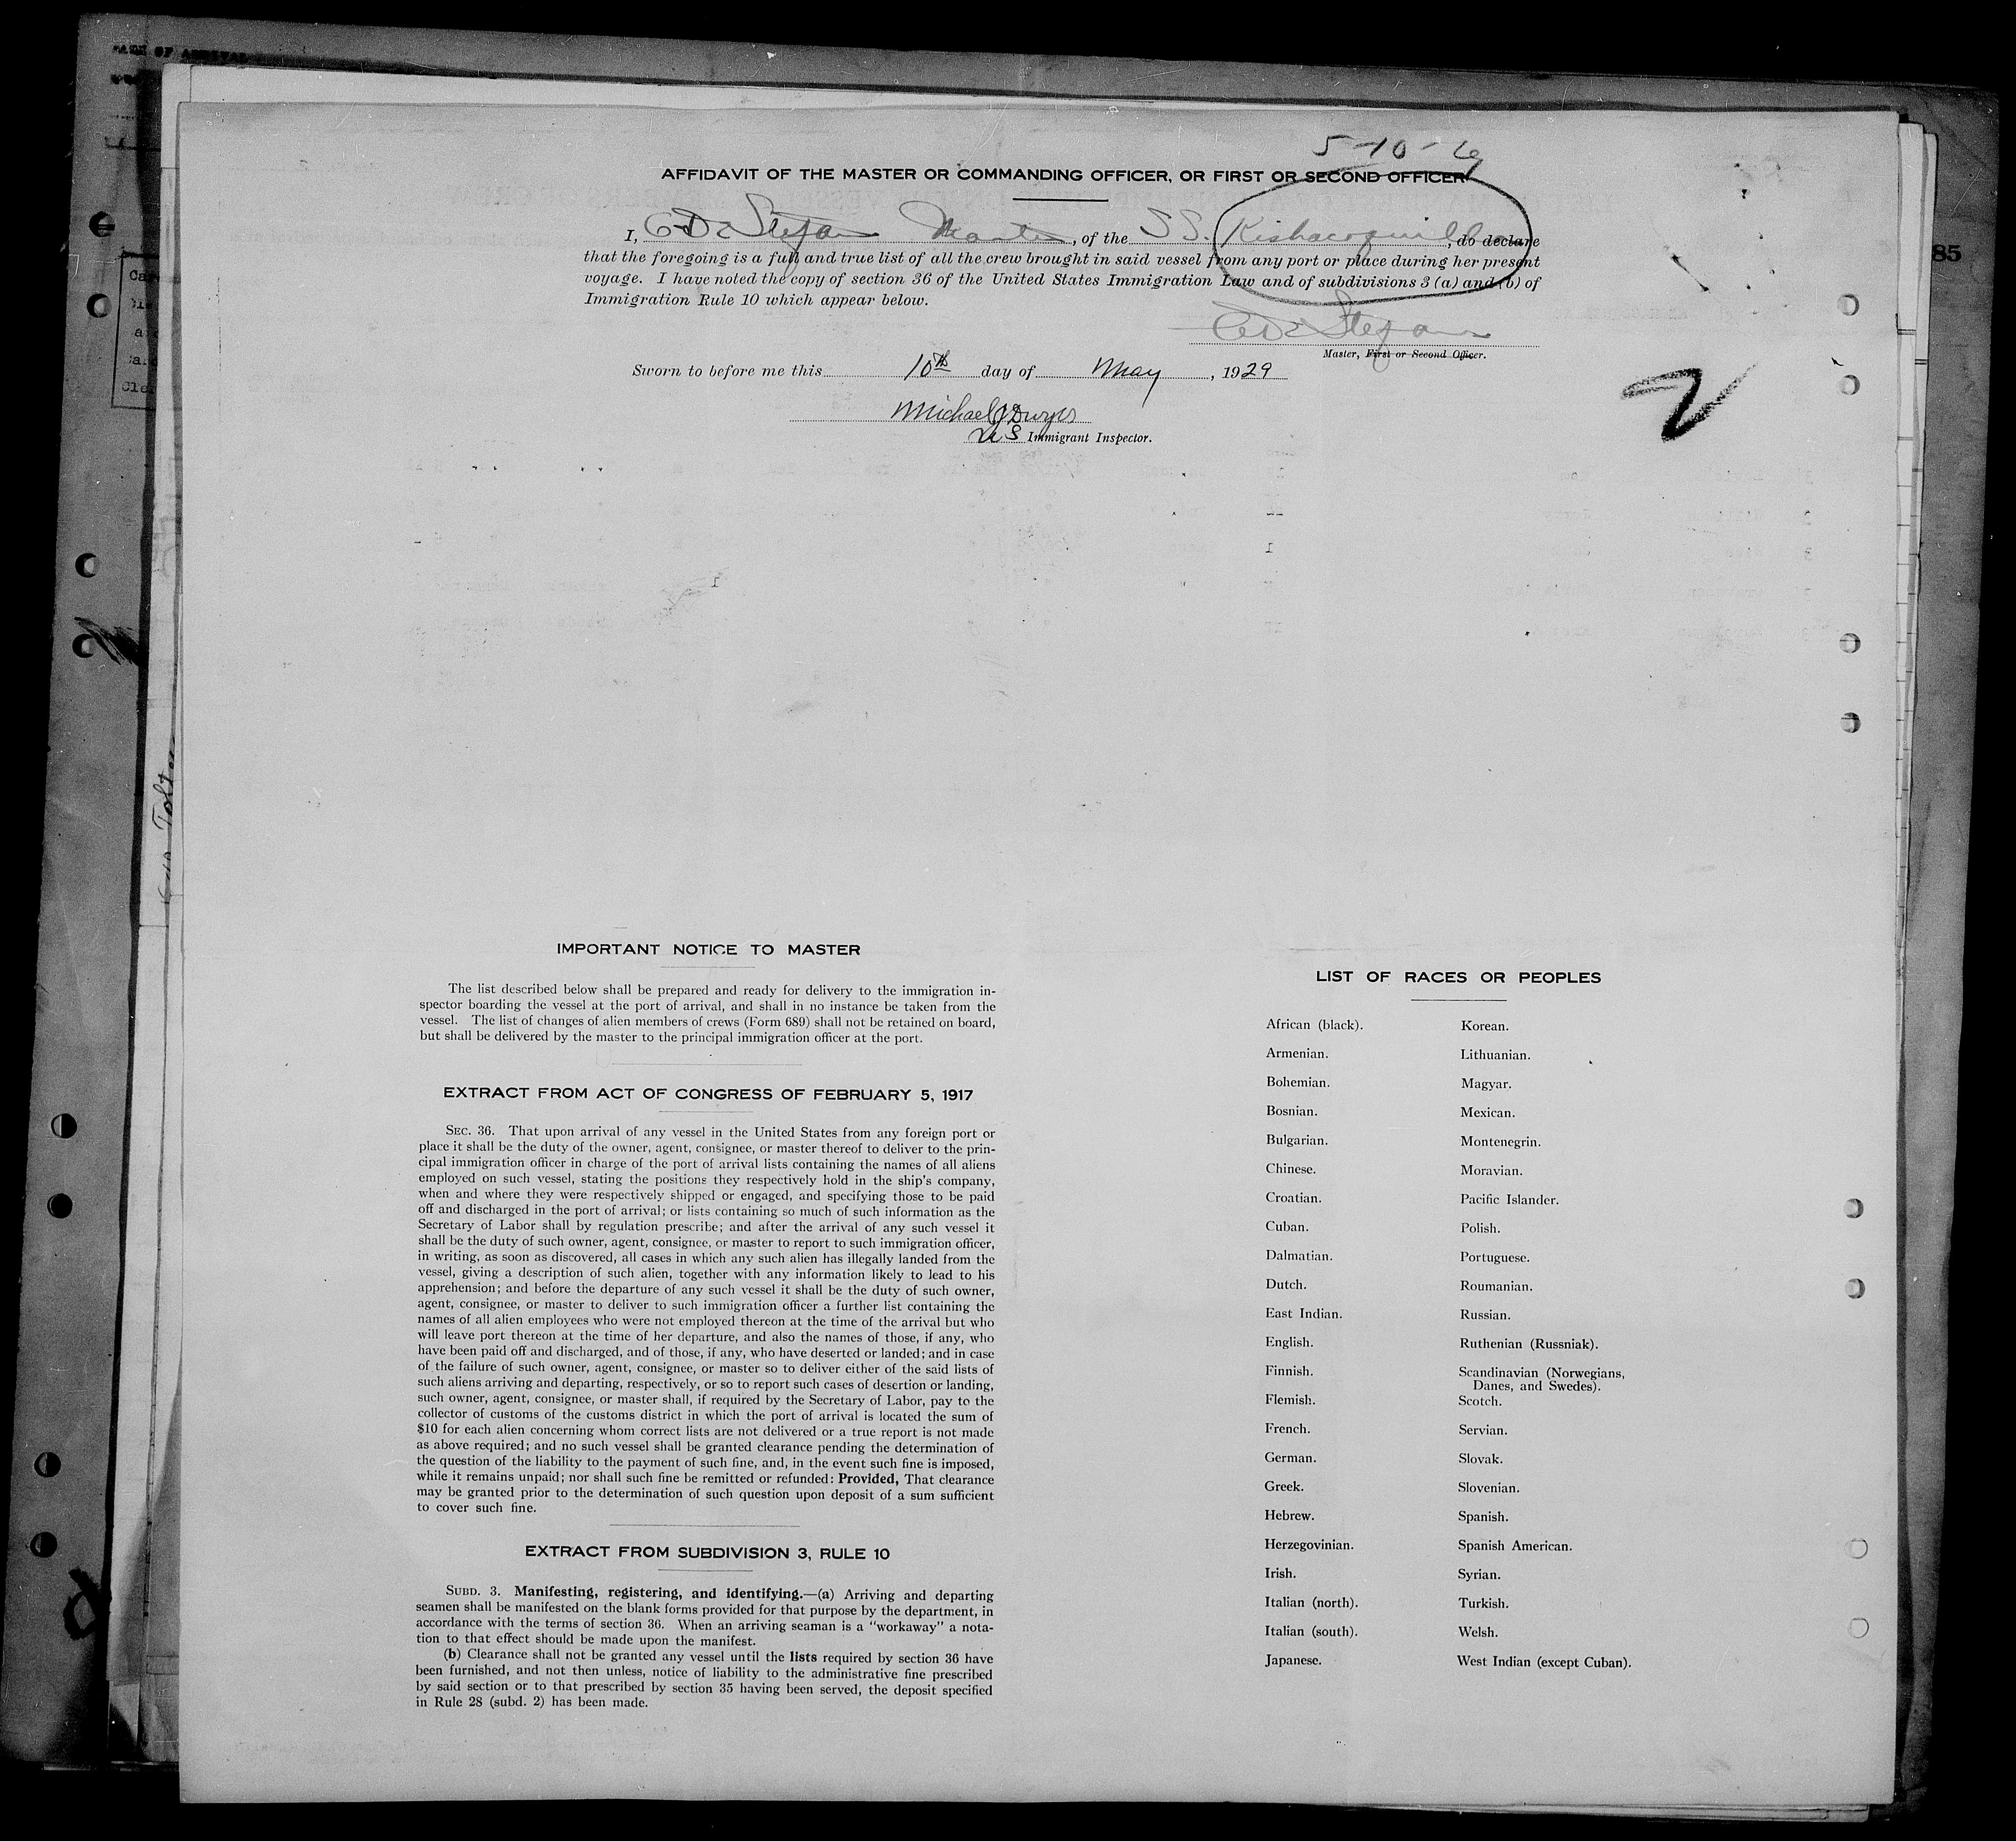 5-10-
AFFIDAVIT OF THE MASTER OR COMMANDING OFFICER, OR FIRST OR SECOND OFFICER
I, Master, of the SS. Kishacoquillas, do declare
that the foregoing is a full and true list of all the crew brought in said vessel from any port or place during her present
voyage. I have noted the copy of section 36 of the United States Immigration Law and of subdivisions 3 (a) and (b) of
Immigration Rule 10 which appear below.
Master, First or Second Officer.
Sworn to before me this 10th day of May, 1929
Michael J Dwyer
US Immigrant Inspector.
2
85
IMPORTANT NOTICE TO MASTER
The list described below shall be prepared and ready for delivery to the immigration in-
spector boarding the vessel at the port of arrival, and shall in no instance be taken from the
vessel. The list of changes of alien members of crews (Form 689) shall not be retained on board,
but shall be delivered by the master to the principal immigration officer at the port.
EXTRACT FROM ACT OF CONGRESS OF FEBRUARY 5, 1917
SEC. 36. That upon arrival of any vessel in the United States from any foreign port or
place it shall be the duty of the owner, agent, consignee, or master thereof to deliver to the prin-
cipal immigration officer in charge of the port of arrival lists containing the names of all aliens
employed on such vessel, stating the positions they respectively hold in the ship's company,
when and where they were respectively shipped or engaged, and specifying those to be paid
off and discharged in the port of arrival; or lists containing so much of such information as the
Secretary of Labor shall by regulation prescribe; and after the arrival of any such vessel it
shall be the duty of such owner, agent, consignee, or master to report to such immigration officer,
in writing, as soon as discovered, all cases in which any such alien has illegally landed from the
vessel, giving a description of such alien, together with any information likely to lead to his
apprehension; and before the departure of any such vessel it shall be the duty of such owner,
agent, consignee, or master to deliver to such immigration officer a further list containing the
names of all alien employees who were not employed thereon at the time of the arrival but who
will leave port thereon at the time of her departure, and also the names of those, if any, who
have been paid off and discharged, and of those, if any, who have deserted or landed; and in case
of the failure of such owner, agent, consignee, or master so to deliver either of the said lists of
such aliens arriving and departing, respectively, or so to report such cases of desertion or landing,
such owner, agent, consignee, or master shall, if required by the Secretary of Labor, pay to the
collector of customs of the customs district in which the port of arrival is located the sum of
$10 for each alien concerning whom correct lists are not delivered or a true report is not made
as above required; and no such vessel shall be granted clearance pending the determination of
the question of the liability to the payment of such fine, and, in the event such fine is imposed,
while it remains unpaid; nor shall such fine be remitted or refunded: Provided, That clearance
may be granted prior to the determination of such question upon deposit of a sum sufficient
to cover such fine.
EXTRACT FROM SUBDIVISION 3, RULE 10
SUBD. 3. Manifesting, registering, and identifying.—(a) Arriving and departing
seamen shall be manifested on the blank forms provided for that purpose by the department, in
accordance with the terms of section 36. When an arriving seaman is a "workaway" a nota-
tion to that effect should be made upon the manifest.
(b) Clearance shall not be granted any vessel until the lists required by section 36 have
been furnished, and not then unless, notice of liability to the administrative fine prescribed
by said section or to that prescribed by section 35 having been served, the deposit specified
in Rule 28 (subd. 2) has been made.
LIST OF RACES OR PEOPLES
African (black).
Armenian.
Bohemian.
Bosnian.
Bulgarian.
Chinese.
Croatian.
Cuban.
Dalmatian.
Dutch.
East Indian.
English.
Finnish.
Flemish.
French.
German.
Greek.
Hebrew.
Herzegovinian.
Irish.
Italian (north).
Italian (south).
Japanese.
Korean.
Lithuanian.
Magyar.
Mexican.
Montenegrin.
Moravian.
Pacific Islander.
Polish.
Portuguese.
Roumanian.
Russian.
Ruthenian (Russniak).
Scandinavian (Norwegians,
Danes, and Swedes).
Scotch.
Servian.
Slovak.
Slovenian.
Spanish.
Spanish American.
Syrian.
Turkish.
Welsh.
West Indian (except Cuban).